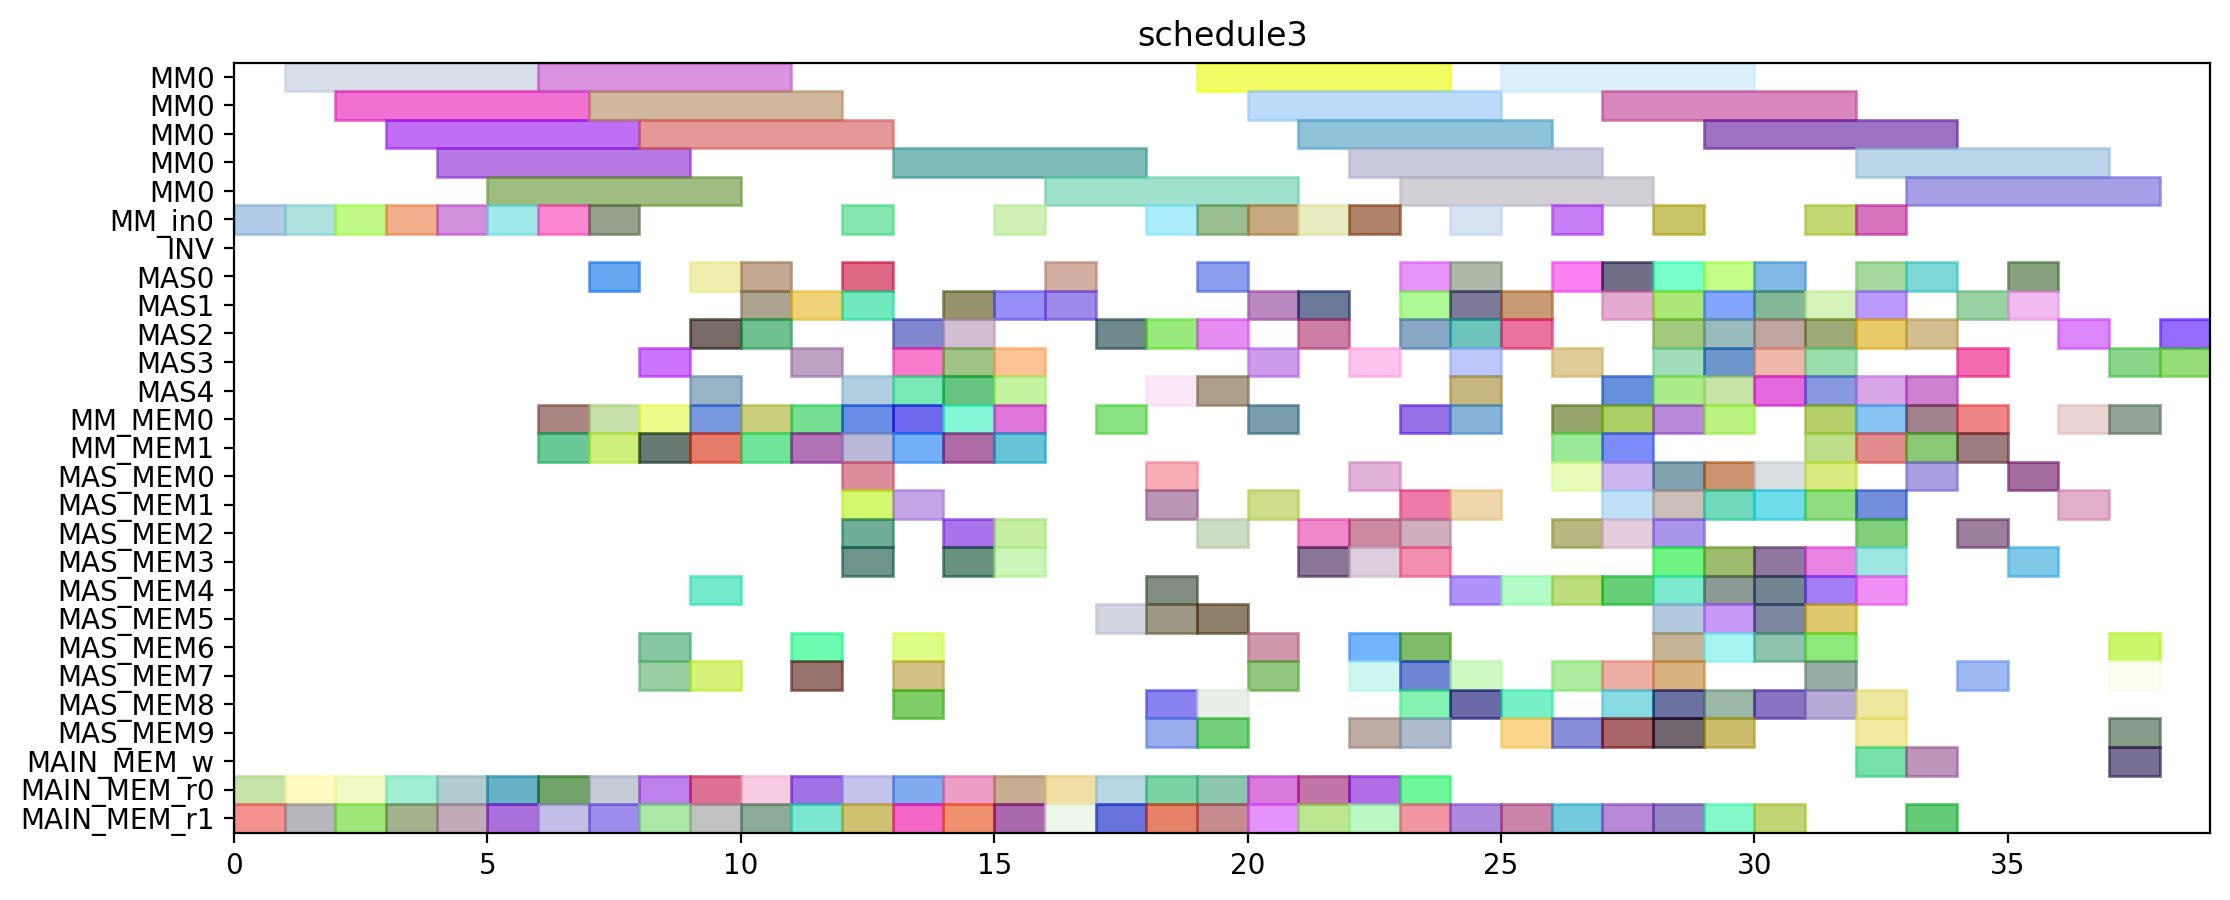 schedule3
MM0
MM0
MM0
MM0
MM0
MM_in0
INV
MAS0
MAS1
MAS2
MAS3
MAS4
MM_MEM0
MM_MEM1
MAS_MEM0
MAS_MEM1
MAS_MEM2
MAS_MEM3
MAS_MEM4
MAS_MEM5
MAS_MEM6
MAS_MEM7
MAS_MEM8
MAS_MEM9
MAIN_MEM_w
MAIN_MEM_r0
MAIN_MEM_r1
0 5 10 15 20 25 30 35